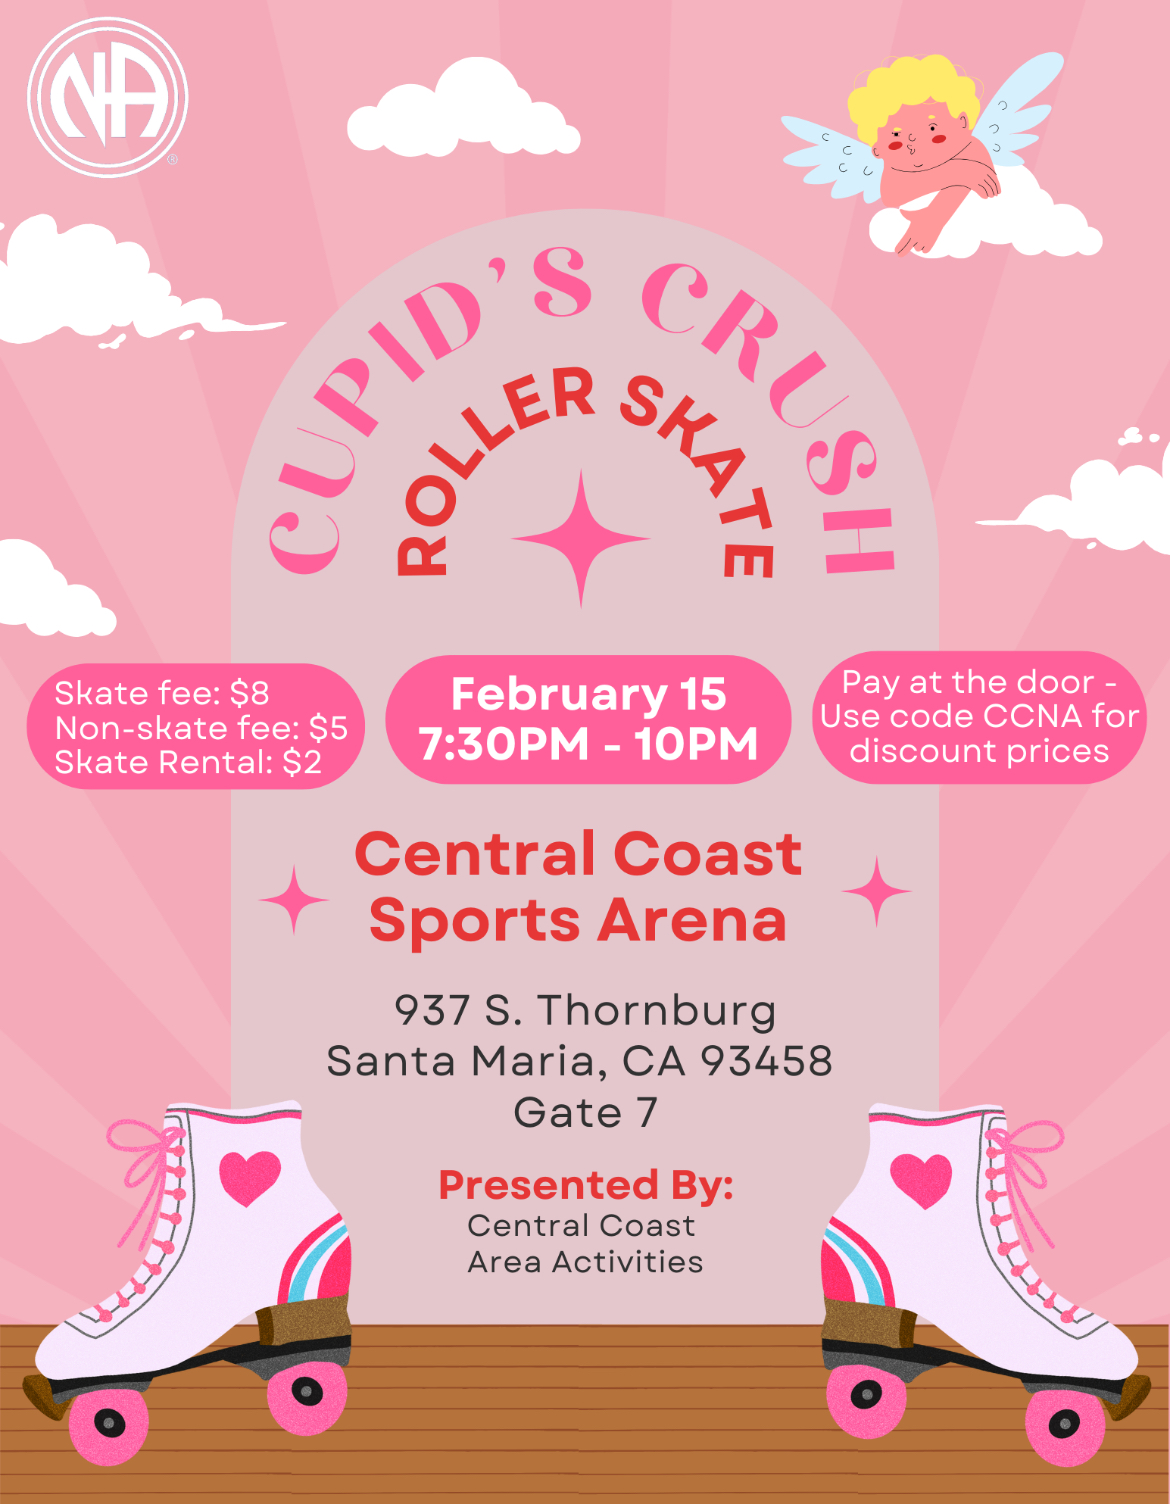 NA
®
CUPID'S CRUSH
ROLLER SKATE
Skate fee: $8
Non-skate fee: $5
Skate Rental: $2
February 15
7:30PM - 10PM
Pay at the door -
Use code CCNA for
discount prices
Central Coast
Sports Arena
937 S. Thornburg
Santa Maria, CA 93458
Gate 7
Presented By:
Central Coast
Area Activities